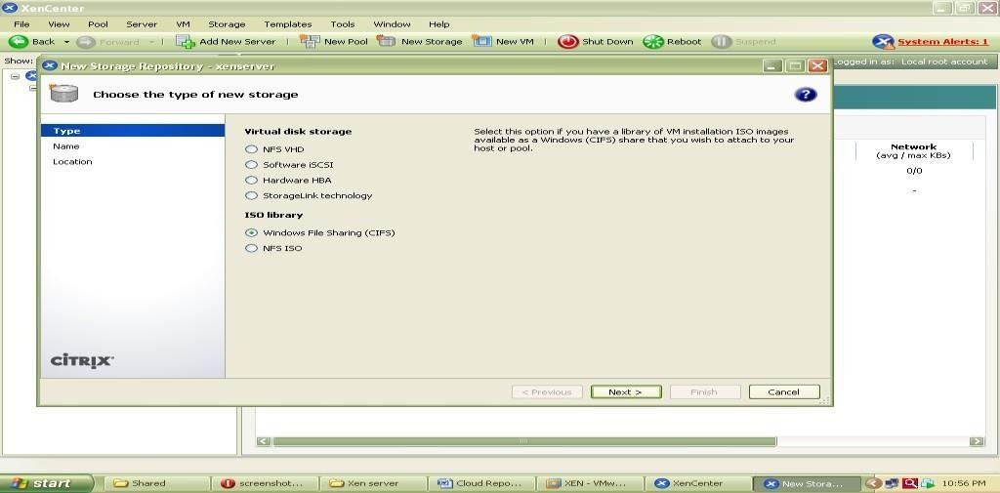 XenCenter
File View Pool Server VM Storage Templates Tools Window Help
Back Forward Add New Server New Pool New Storage New VM Shut Down Reboot Suspend System Alerts: 1
Show:
Logged in as: Local root account
New Storage Repository - xenserver
Choose the type of new storage
?
Type
Name
Location
Virtual disk storage
NFS VHD
Software iSCSI
Hardware HBA
StorageLink technology
ISO library
Windows File Sharing (CIFS)
NFS ISO
Select this option if you have a library of VM installation ISO images
available as a Windows (CIFS) share that you wish to attach to your
host or pool.
Network
(avg / max KBs)
0/0
-
CITRIX
< Previous Next > Finish Cancel
start Shared screenshot... Xen server Cloud Repo... XEN - VMw... XenCenter New Stora... 10:56 PM